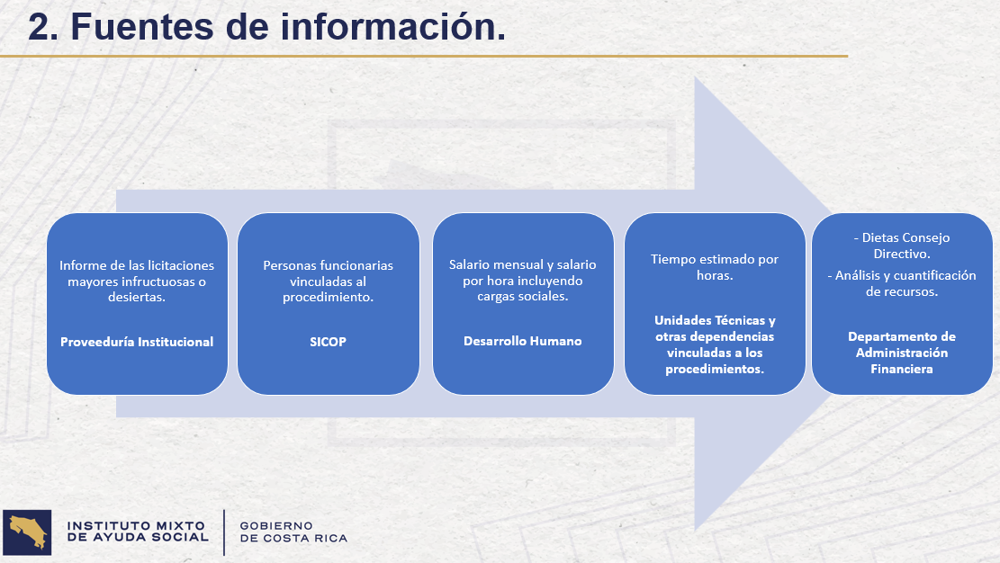 2. Fuentes de información.
Informe de las licitaciones
mayores infructuosas o
desiertas.
Proveeduría Institucional
Personas funcionarias
vinculadas al
procedimiento.
SICOP
Salario mensual y salario
por hora incluyendo
cargas sociales.
Desarrollo Humano
Tiempo estimado por
horas.
Unidades Técnicas y
otras dependencias
vinculadas a los
procedimientos.
- Dietas Consejo
Directivo.
- Análisis y cuantificación
de recursos.
Departamento de
Administración
Financiera
INSTITUTO MIXTO
DE AYUDA SOCIAL
GOBIERNO
DE COSTA RICA